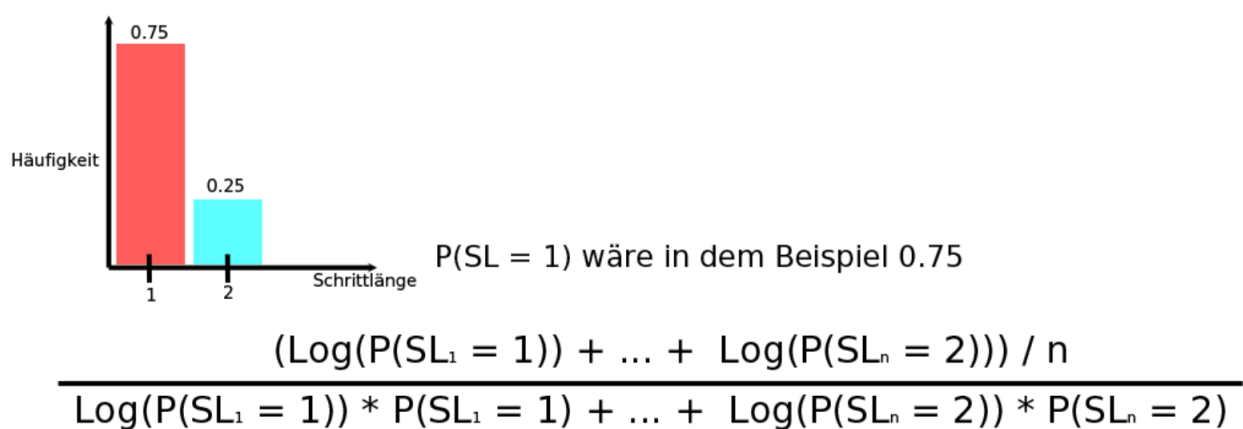 0.75
Häufigkeit
0.25
P(SL = 1) wäre in dem Beispiel 0.75
Schrittlänge
1
2
(Log(P(SL₁ = 1)) + ... + Log(P(SLₙ = 2))) / n
Log(P(SL₁ = 1)) * P(SL₁ = 1) + ... + Log(P(SLₙ = 2)) * P(SLₙ = 2)